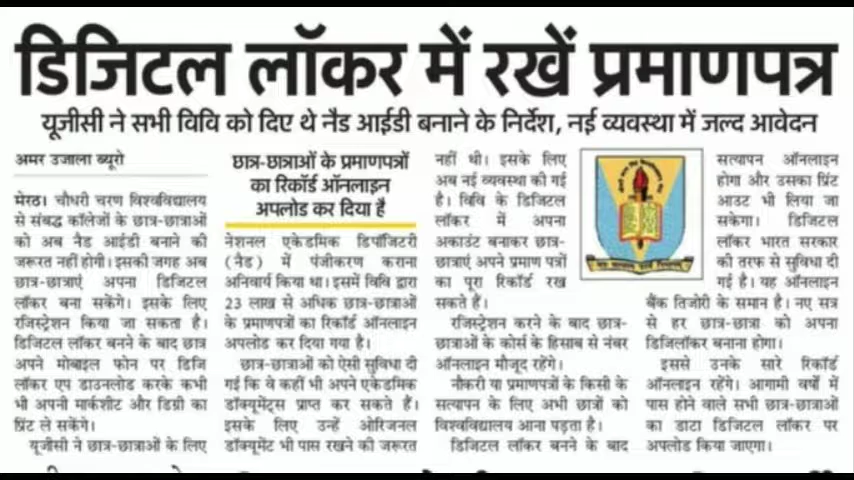 डिजिटल लॉकर में रखें प्रमाणपत्र
यूजीसी ने सभी विवि को दिए थे नैड आईडी बनाने के निर्देश, नई व्यवस्था में जल्द आवेदन
अमर उजाला ब्यूरो
मेरठ। चौधरी चरण विश्वविद्यालय
से संबद्ध कॉलेजों के छात्र-छात्राओं
को अब नैड आईडी बनाने की
जरूरत नहीं होगी। इसकी जगह अब
छात्र-छात्राएं अपना डिजिटल
लॉकर बना सकेंगे। इसके लिए
रजिस्ट्रेशन किया जा सकता है।
डिजिटल लॉकर बनने के बाद छात्र
अपने मोबाइल फोन पर डिजि
लॉकर एप डाउनलोड करके कभी
भी अपनी मार्कशीट और डिग्री का
प्रिंट ले सकेंगे।
यूजीसी ने छात्र-छात्राओं के लिए
छात्र-छात्राओं के प्रमाणपत्रों
का रिकॉर्ड ऑनलाइन
अपलोड कर दिया है
नेशनल एकेडमिक डिपॉजिटरी
(नैड) में पंजीकरण कराना
अनिवार्य किया था। इसमें विवि द्वारा
23 लाख से अधिक छात्र-छात्राओं
के प्रमाणपत्रों का रिकॉर्ड ऑनलाइन
अपलोड कर दिया गया है।
छात्र-छात्राओं को ऐसी सुविधा दी
गई कि वे कहीं भी अपने एकेडमिक
डॉक्यूमेंट्स प्राप्त कर सकते हैं।
इसके लिए उन्हें ओरिजनल
डॉक्यूमेंट भी पास रखने की जरूरत
नहीं थी। इसके लिए
अब नई व्यवस्था की गई
है। विवि के डिजिटल
लॉकर में अपना
अकाउंट बनाकर छात्र-
छात्राएं अपने प्रमाण पत्रों
का पूरा रिकॉर्ड रख
सकते हैं।
रजिस्ट्रेशन करने के बाद छात्र-
छात्राओं के कोर्स के हिसाब से नंबर
ऑनलाइन मौजूद रहेंगे।
नौकरी या प्रमाणपत्रों के किसी के
सत्यापन के लिए अभी छात्रों को
विश्वविद्यालय आना पड़ता है।
डिजिटल लॉकर बनने के बाद
सत्यापन ऑनलाइन
होगा और उसका प्रिंट
आउट भी लिया जा
सकेगा। डिजिटल
लॉकर भारत सरकार
की तरफ से सुविधा दी
गई है। यह ऑनलाइन
बैंक तिजोरी के समान है। नए सत्र
से हर छात्र-छात्रा को अपना
डिजिलॉकर बनाना होगा।
इससे उनके सारे रिकॉर्ड
ऑनलाइन रहेंगे। आगामी वर्षों में
पास होने वाले सभी छात्र-छात्राओं
का डाटा डिजिटल लॉकर पर
अपलोड किया जाएगा।